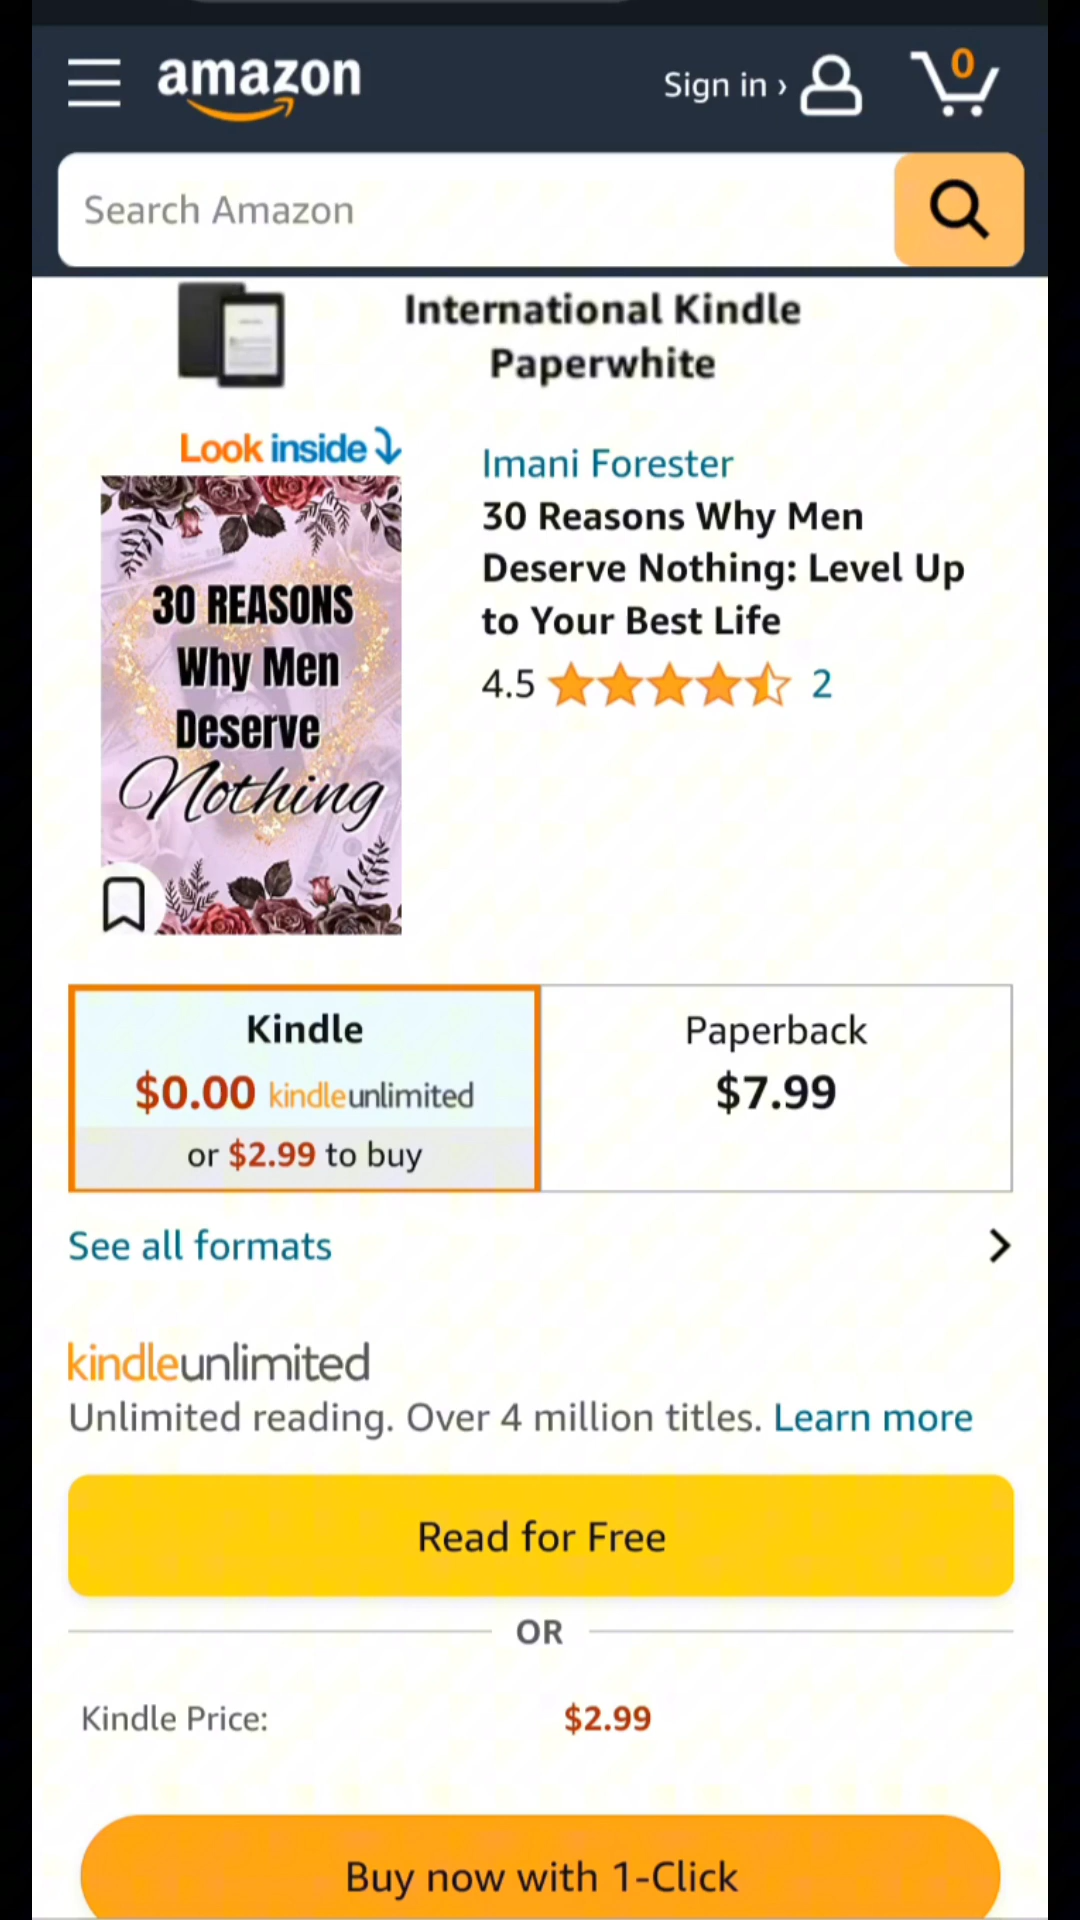 amazon
Sign in ›
0
Search Amazon
International Kindle
Paperwhite
Look inside
30 REASONS
Why Men
Deserve
Nothing
Imani Forester
30 Reasons Why Men
Deserve Nothing: Level Up
to Your Best Life
4.5 2
Kindle
$0.00 kindleunlimited
or $2.99 to buy
Paperback
$7.99
See all formats
kindleunlimited
Unlimited reading. Over 4 million titles. Learn more
Read for Free
OR
Kindle Price: $2.99
Buy now with 1-Click